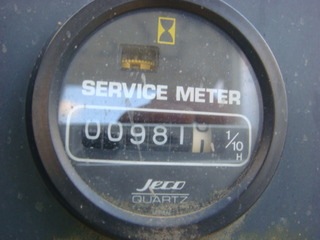 SERVICE METER
00981
1/10
H
Jeco
QUARTZ